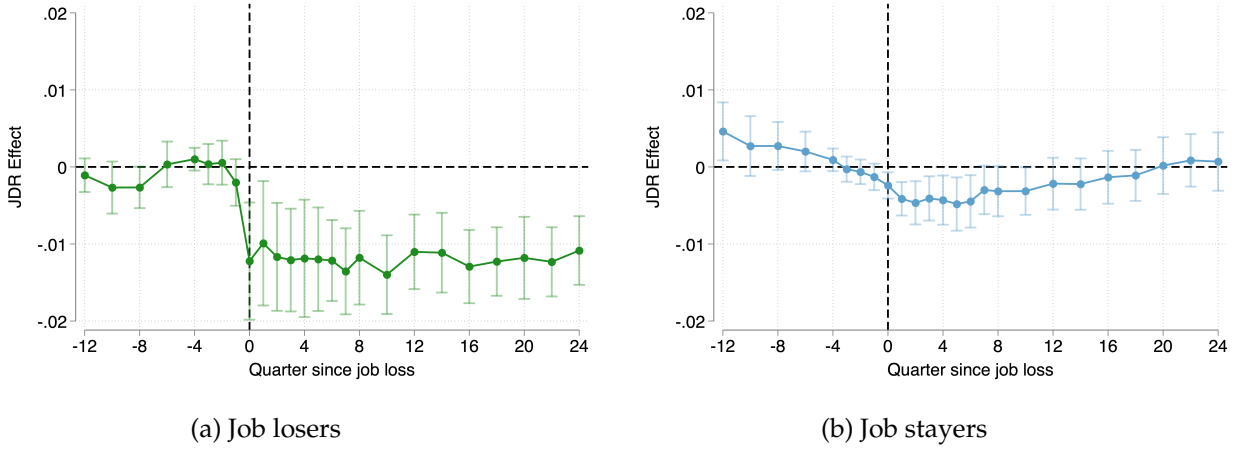 .02
.01
0
-.01
-.02
JDR Effect
-12 -8 -4 0 4 8 12 16 20 24
Quarter since job loss
(a) Job losers
.02
.01
0
-.01
-.02
JDR Effect
-12 -8 -4 0 4 8 12 16 20 24
Quarter since job loss
(b) Job stayers